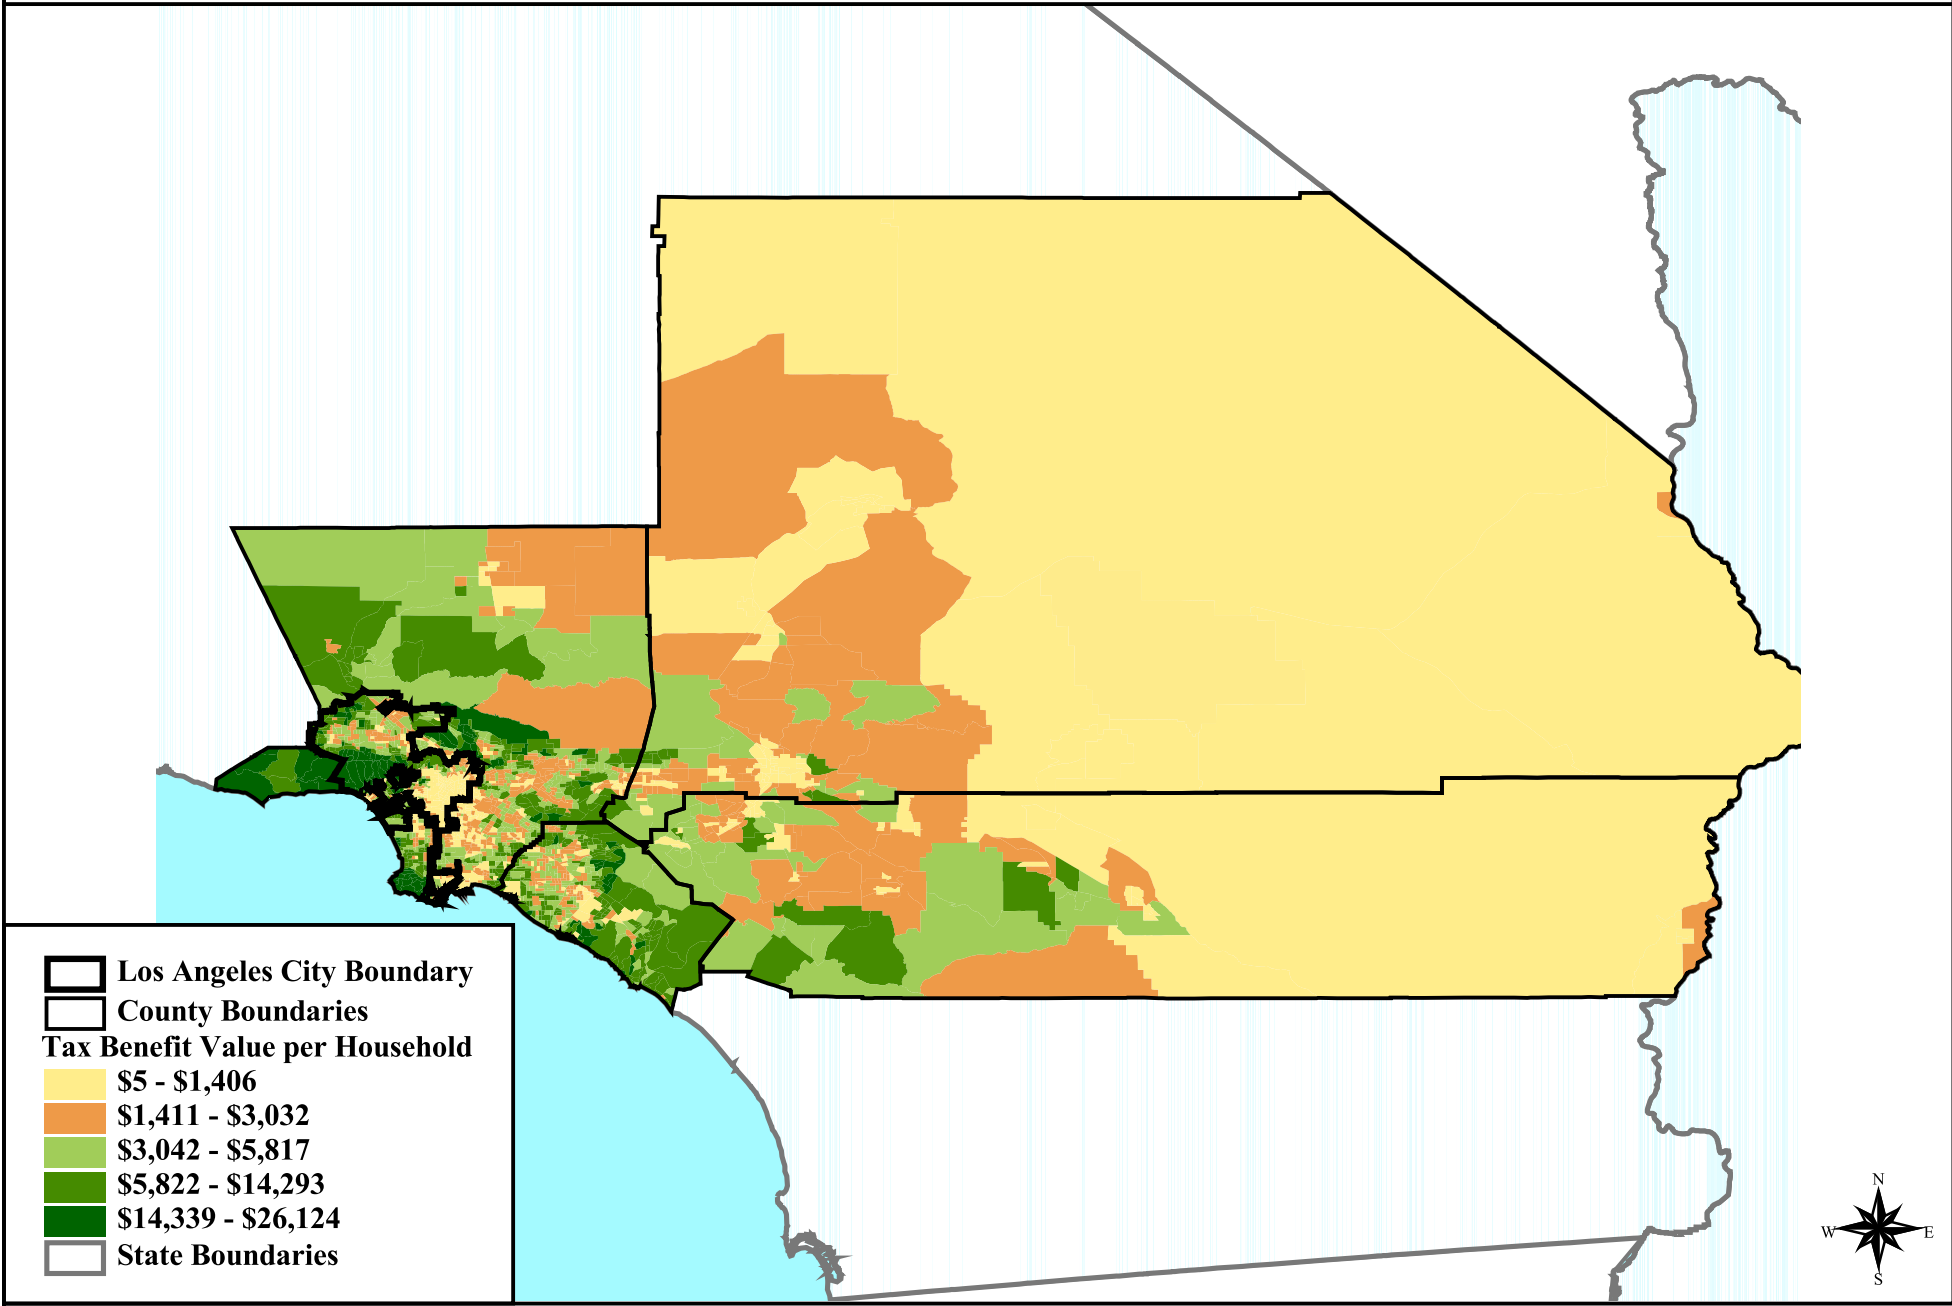 Los Angeles City Boundary
County Boundaries
Tax Benefit Value per Household
$5 - $1,406
$1,411 - $3,032
$3,042 - $5,817
$5,822 - $14,293
$14,339 - $26,124
State Boundaries
N
W E
S